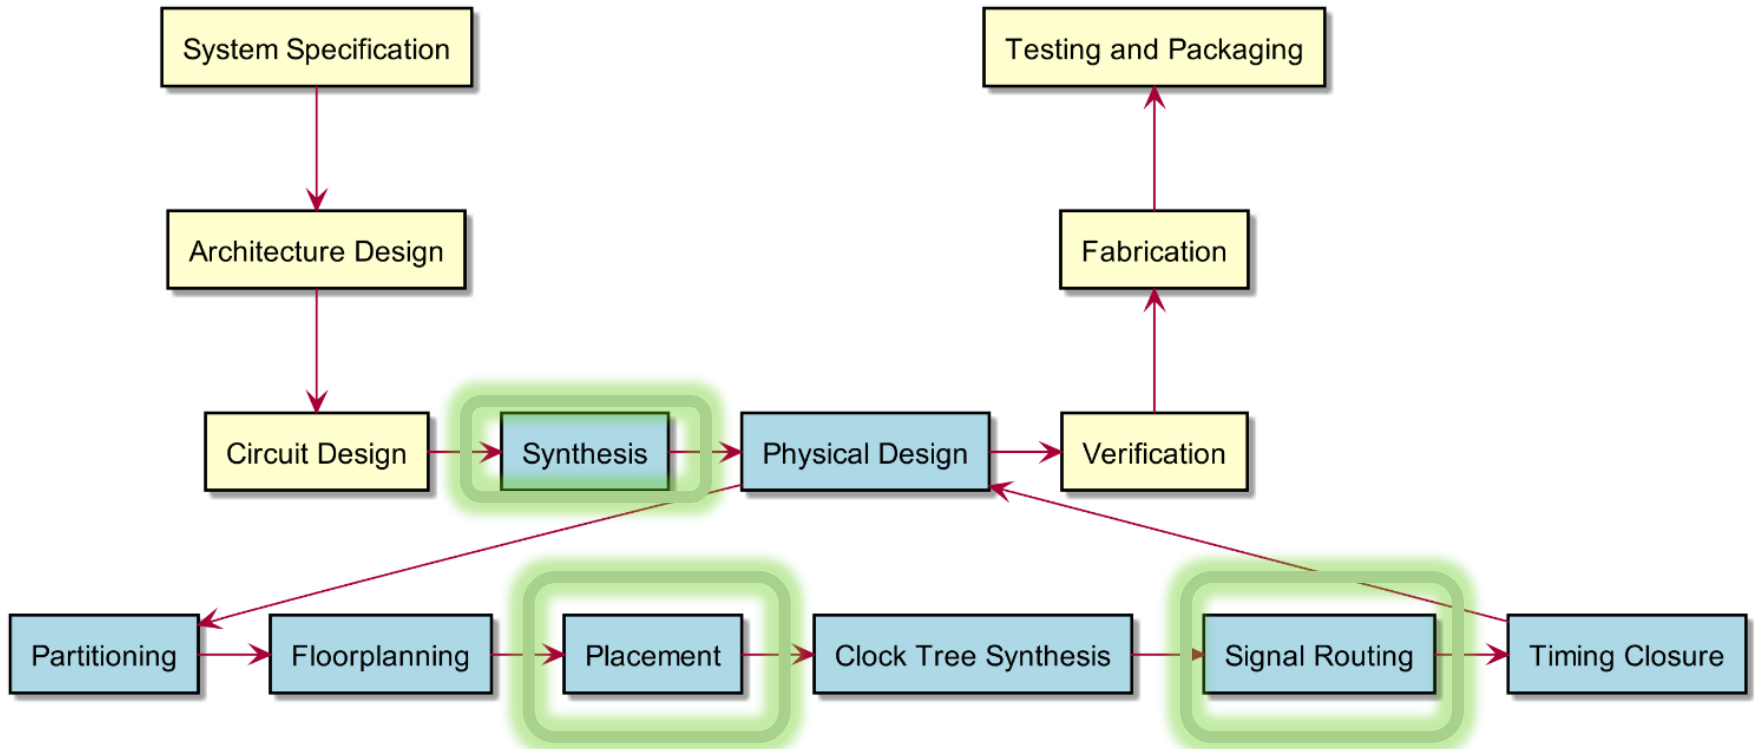 System Specification
Testing and Packaging
Architecture Design
Fabrication
Circuit Design
Synthesis
Physical Design
Verification
Partitioning
Floorplanning
Placement
Clock Tree Synthesis
Signal Routing
Timing Closure